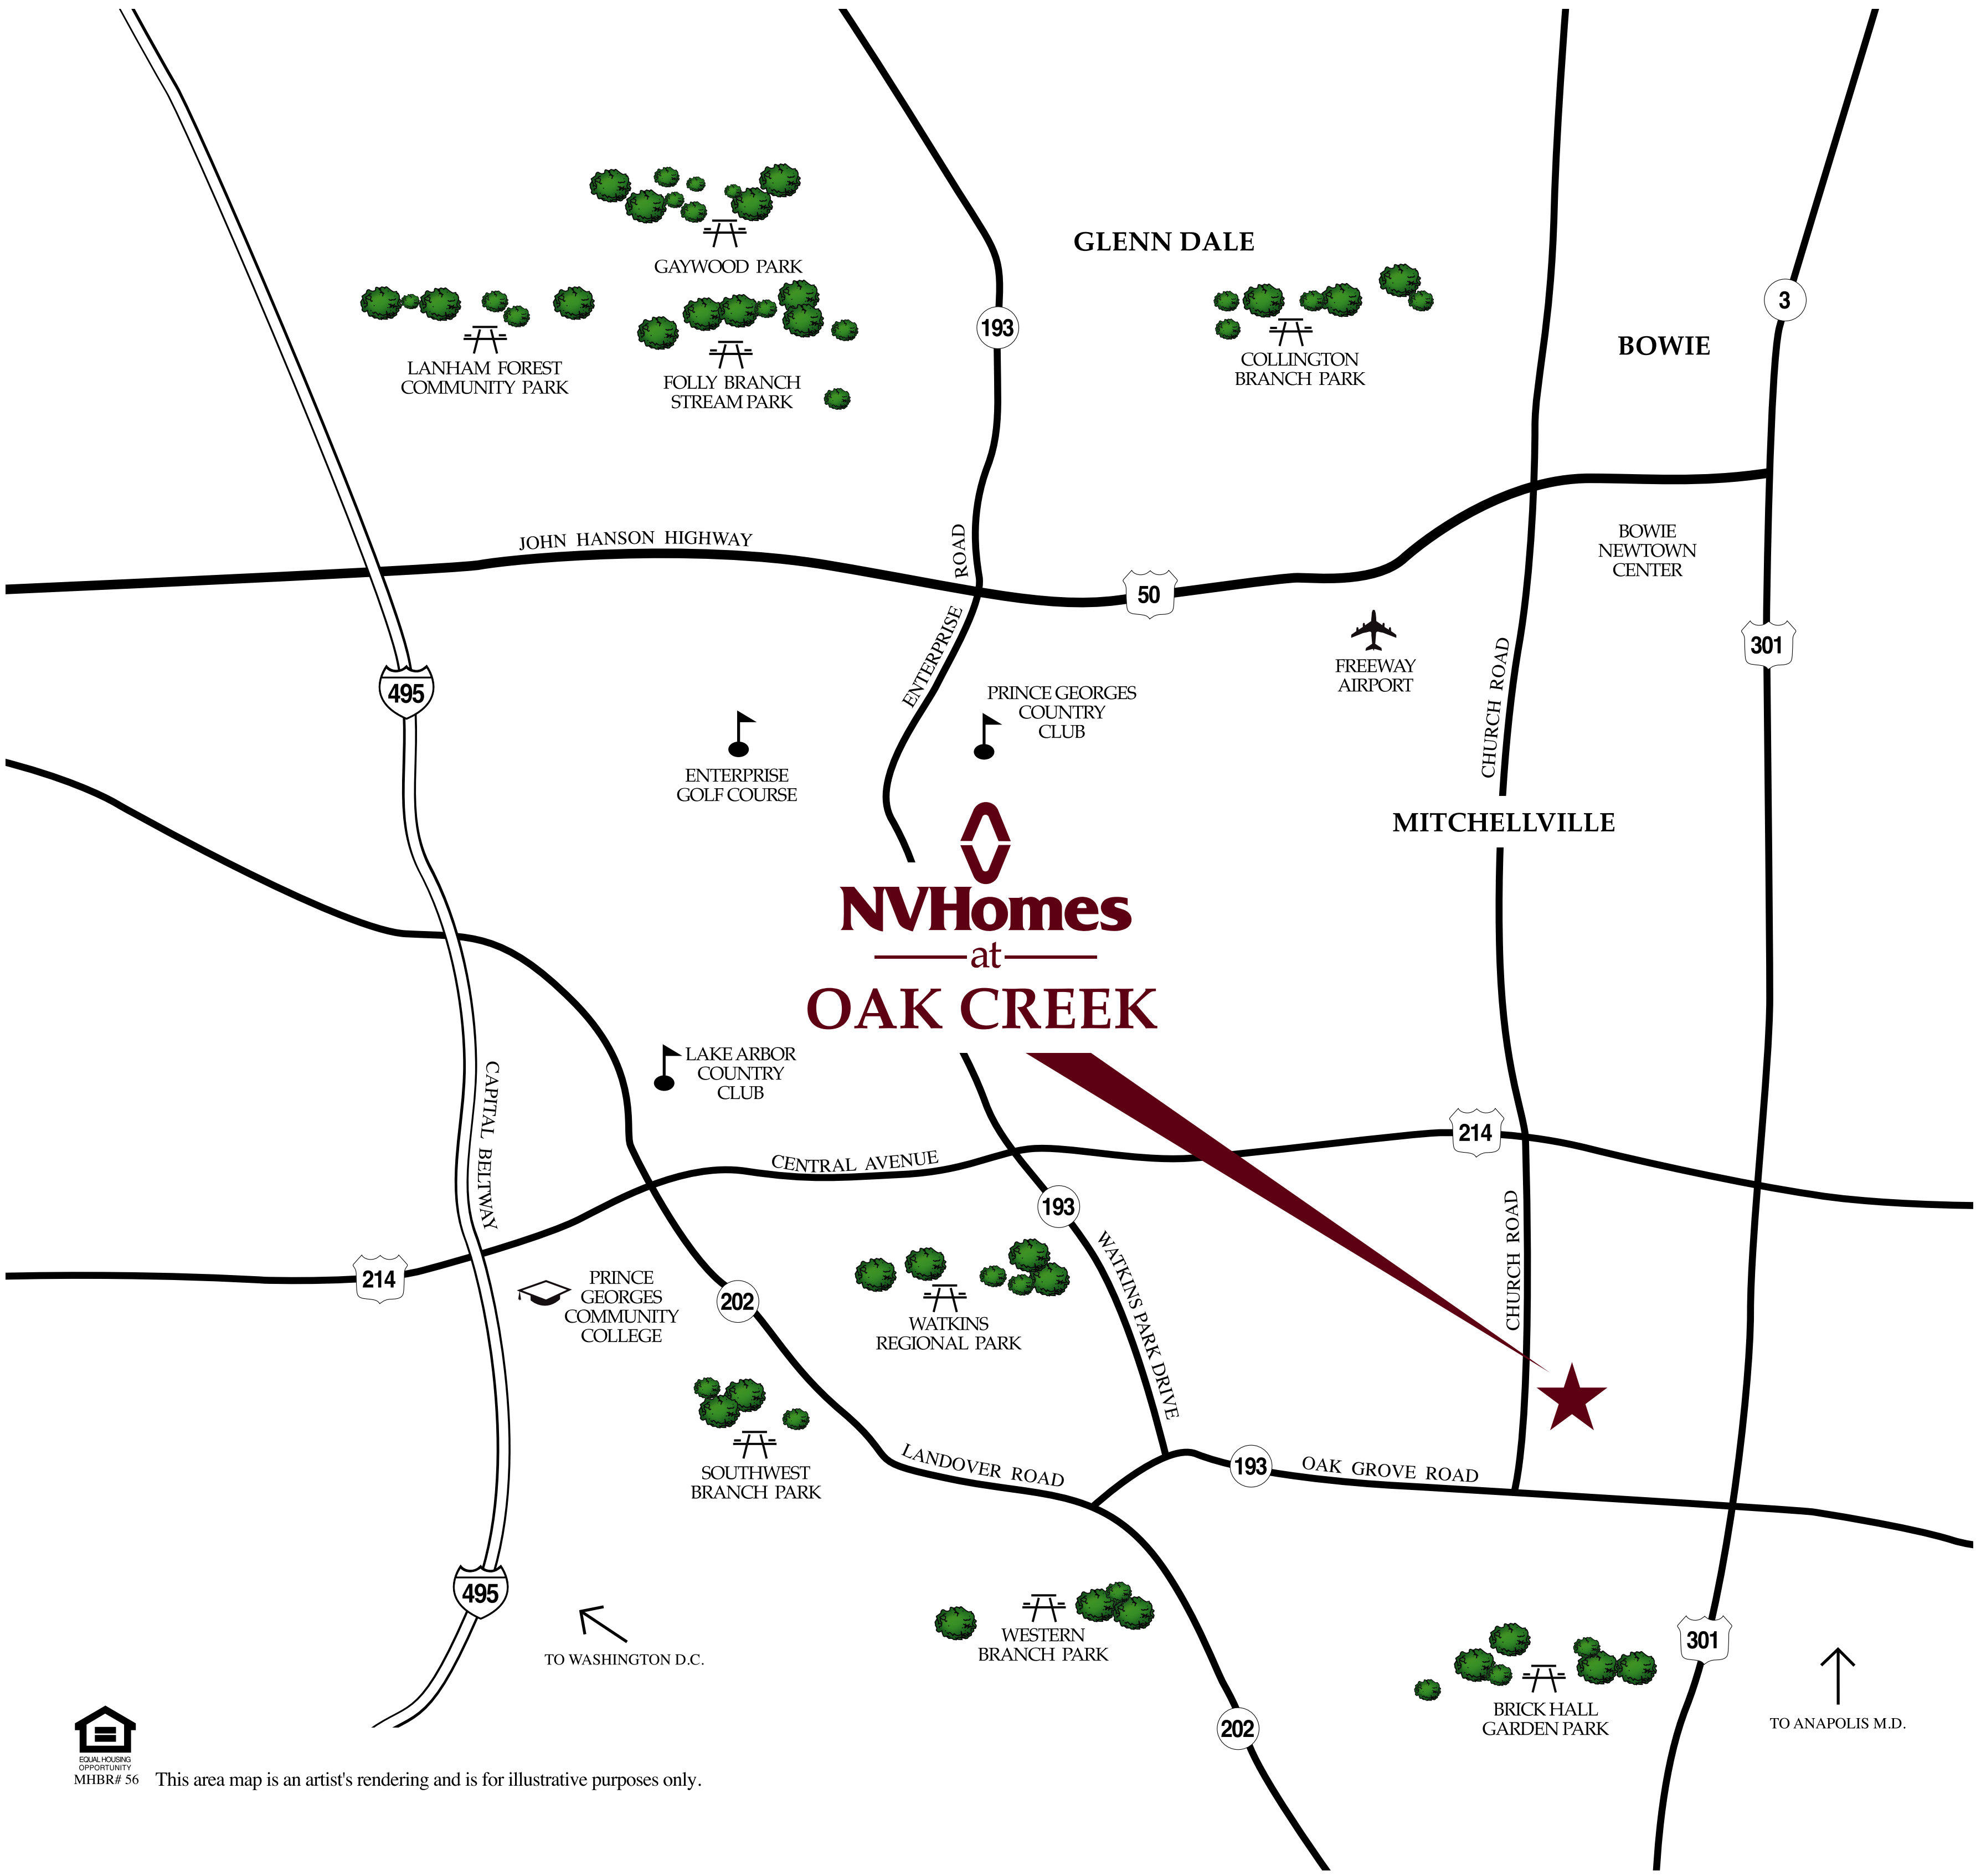 GLENN DALE
GAYWOOD PARK
3
193
BOWIE
LANHAM FOREST
COMMUNITY PARK
FOLLY BRANCH
STREAM PARK
COLLINGTON
BRANCH PARK
JOHN HANSON HIGHWAY
ROAD
BOWIE
NEWTOWN
CENTER
50
ENTERPRISE
301
FREEWAY
AIRPORT
CHURCH ROAD
495
PRINCE GEORGES
COUNTRY
CLUB
ENTERPRISE
GOLF COURSE
MITCHELLVILLE
NVHomes
at
OAK CREEK
LAKE ARBOR
COUNTRY
CLUB
CAPITAL BELTWAY
214
CENTRAL AVENUE
193
CHURCH ROAD
214
PRINCE
GEORGES
COMMUNITY
COLLEGE
202
WATKINS PARK DRIVE
WATKINS
REGIONAL PARK
SOUTHWEST
BRANCH PARK
LANDOVER ROAD
193
OAK GROVE ROAD
495
TO WASHINGTON D.C.
WESTERN
BRANCH PARK
301
BRICK HALL
GARDEN PARK
202
TO ANAPOLIS M.D.
EQUAL HOUSING
OPPORTUNITY
MHBR# 56
This area map is an artist's rendering and is for illustrative purposes only.